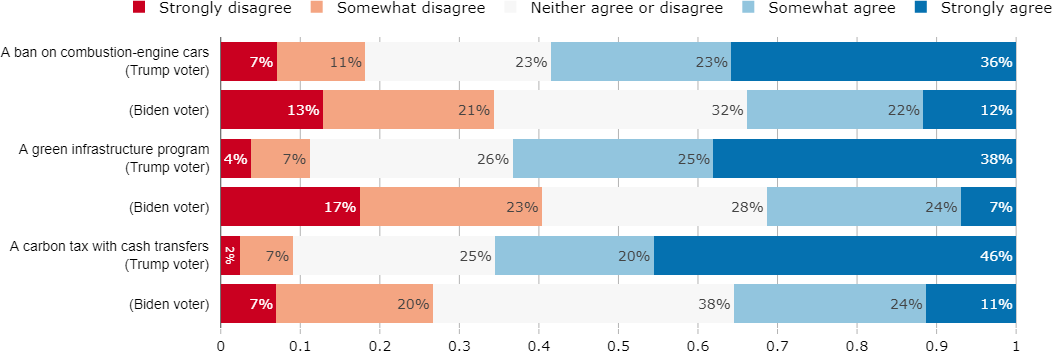 Strongly disagree Somewhat disagree Neither agree or disagree Somewhat agree Strongly agree
A ban on combustion-engine cars
(Trump voter)
7% 11% 23% 23% 36%
(Biden voter)
13% 21% 32% 22% 12%
A green infrastructure program
(Trump voter)
4% 7% 26% 25% 38%
(Biden voter)
17% 23% 28% 24% 7%
A carbon tax with cash transfers
(Trump voter)
2% 7% 25% 20% 46%
(Biden voter)
7% 20% 38% 24% 11%
0 0.1 0.2 0.3 0.4 0.5 0.6 0.7 0.8 0.9 1